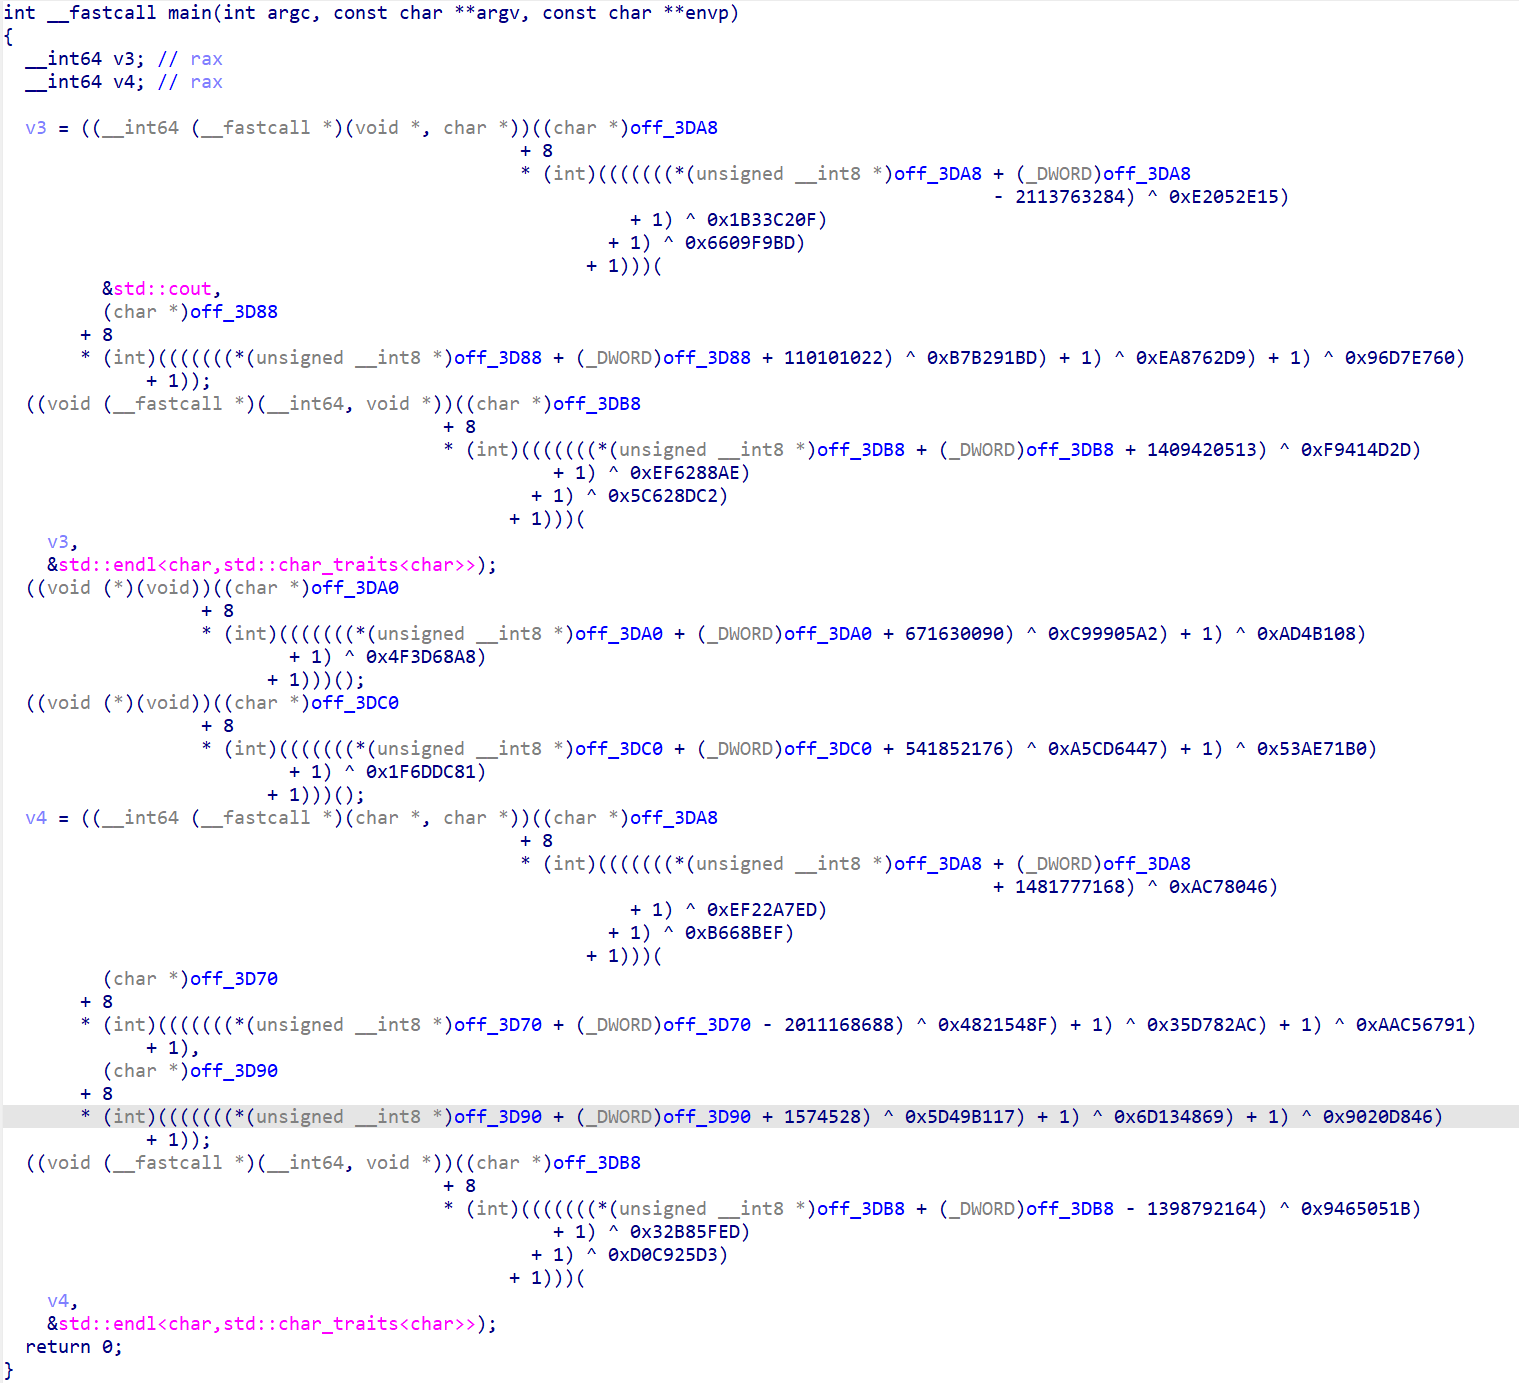 int __fastcall main(int argc, const char **argv, const char **envp)
{
  __int64 v3; // rax
  __int64 v4; // rax

  v3 = ((__int64 (__fastcall *)(void *, char *))((char *)off_3DA8
                                               + 8
                                               * (int)(((((((*(unsigned __int8 *)off_3DA8 + (_DWORD)off_3DA8
                                                                                          - 2113763284) ^ 0xE2052E15)
                                                         + 1) ^ 0x1B33C20F)
                                                       + 1) ^ 0x6609F9BD)
                                                     + 1)))(
         &std::cout,
         (char *)off_3D88
       + 8
       * (int)(((((((*(unsigned __int8 *)off_3D88 + (_DWORD)off_3D88 + 110101022) ^ 0xB7B291BD) + 1) ^ 0xEA8762D9) + 1) ^ 0x96D7E760)
             + 1));
  ((void (__fastcall *)(__int64, void *))((char *)off_3DB8
                                        + 8
                                        * (int)(((((((*(unsigned __int8 *)off_3DB8 + (_DWORD)off_3DB8 + 1409420513) ^ 0xF9414D2D)
                                                  + 1) ^ 0xEF6288AE)
                                                + 1) ^ 0x5C628DC2)
                                              + 1)))(
    v3,
    &std::endl<char,std::char_traits<char>>);
  ((void (*)(void))((char *)off_3DA0
                  + 8
                  * (int)(((((((*(unsigned __int8 *)off_3DA0 + (_DWORD)off_3DA0 + 671630090) ^ 0xC99905A2) + 1) ^ 0xAD4B108)
                          + 1) ^ 0x4F3D68A8)
                        + 1)))();
  ((void (*)(void))((char *)off_3DC0
                  + 8
                  * (int)(((((((*(unsigned __int8 *)off_3DC0 + (_DWORD)off_3DC0 + 541852176) ^ 0xA5CD6447) + 1) ^ 0x53AE71B0)
                          + 1) ^ 0x1F6DDC81)
                        + 1)))();
  v4 = ((__int64 (__fastcall *)(char *, char *))((char *)off_3DA8
                                               + 8
                                               * (int)(((((((*(unsigned __int8 *)off_3DA8 + (_DWORD)off_3DA8
                                                                                          + 1481777168) ^ 0xAC78046)
                                                         + 1) ^ 0xEF22A7ED)
                                                       + 1) ^ 0xB668BEF)
                                                     + 1)))(
         (char *)off_3D70
       + 8
       * (int)(((((((*(unsigned __int8 *)off_3D70 + (_DWORD)off_3D70 - 2011168688) ^ 0x4821548F) + 1) ^ 0x35D782AC) + 1) ^ 0xAAC56791)
             + 1),
         (char *)off_3D90
       + 8
       * (int)(((((((*(unsigned __int8 *)off_3D90 + (_DWORD)off_3D90 + 1574528) ^ 0x5D49B117) + 1) ^ 0x6D134869) + 1) ^ 0x9020D846)
             + 1));
  ((void (__fastcall *)(__int64, void *))((char *)off_3DB8
                                        + 8
                                        * (int)(((((((*(unsigned __int8 *)off_3DB8 + (_DWORD)off_3DB8 - 1398792164) ^ 0x9465051B)
                                                  + 1) ^ 0x32B85FED)
                                                + 1) ^ 0xD0C925D3)
                                              + 1)))(
    v4,
    &std::endl<char,std::char_traits<char>>);
  return 0;
}